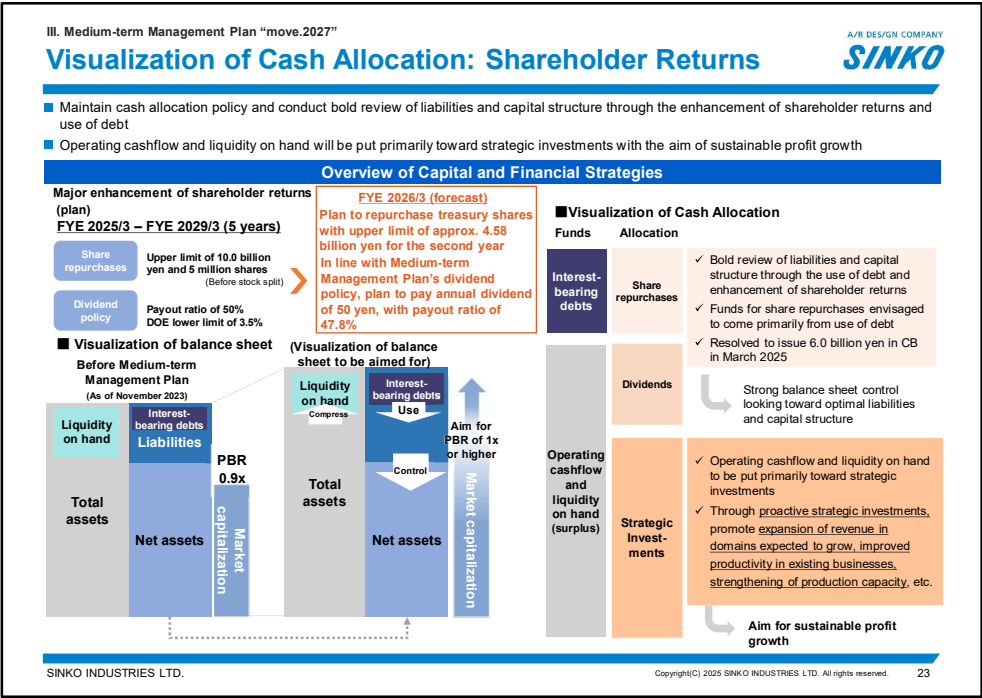 III. Medium-term Management Plan “move.2027”
Visualization of Cash Allocation: Shareholder Returns
A/R DESIGN COMPANY
SINKO
Maintain cash allocation policy and conduct bold review of liabilities and capital structure through the enhancement of shareholder returns and
use of debt
Operating cashflow and liquidity on hand will be put primarily toward strategic investments with the aim of sustainable profit growth
Overview of Capital and Financial Strategies
Major enhancement of shareholder returns
(plan)
FYE 2025/3 – FYE 2029/3 (5 years)
Share
repurchases
Upper limit of 10.0 billion
yen and 5 million shares
(Before stock split)
Dividend
policy
Payout ratio of 50%
DOE lower limit of 3.5%
FYE 2026/3 (forecast)
Plan to repurchase treasury shares
with upper limit of approx. 4.58
billion yen for the second year
In line with Medium-term
Management Plan’s dividend
policy, plan to pay annual dividend
of 50 yen, with payout ratio of
47.8%
■ Visualization of balance sheet
Before Medium-term
Management Plan
(As of November 2023)
Liquidity
on hand
Total
assets
Interest-
bearing debts
Liabilities
Net assets
PBR
0.9x
Market
capitalization
(Visualization of balance
sheet to be aimed for)
Liquidity
on hand
Compress
Total
assets
Interest-
bearing debts
Use
Control
Net assets
Aim for
PBR of 1x
or higher
Market capitalization
■Visualization of Cash Allocation
Funds
Allocation
Interest-
bearing
debts
Share
repurchases
✓ Bold review of liabilities and capital
structure through the use of debt and
enhancement of shareholder returns
✓ Funds for share repurchases envisaged
to come primarily from use of debt
✓ Resolved to issue 6.0 billion yen in CB
in March 2025
Operating
cashflow
and
liquidity
on hand
(surplus)
Dividends
Strong balance sheet control
looking toward optimal liabilities
and capital structure
Strategic
Invest-
ments
✓ Operating cashflow and liquidity on hand
to be put primarily toward strategic
investments
✓ Through proactive strategic investments,
promote expansion of revenue in
domains expected to grow, improved
productivity in existing businesses,
strengthening of production capacity, etc.
Aim for sustainable profit
growth
SINKO INDUSTRIES LTD.
Copyright(C) 2025 SINKO INDUSTRIES LTD. All rights reserved.
23